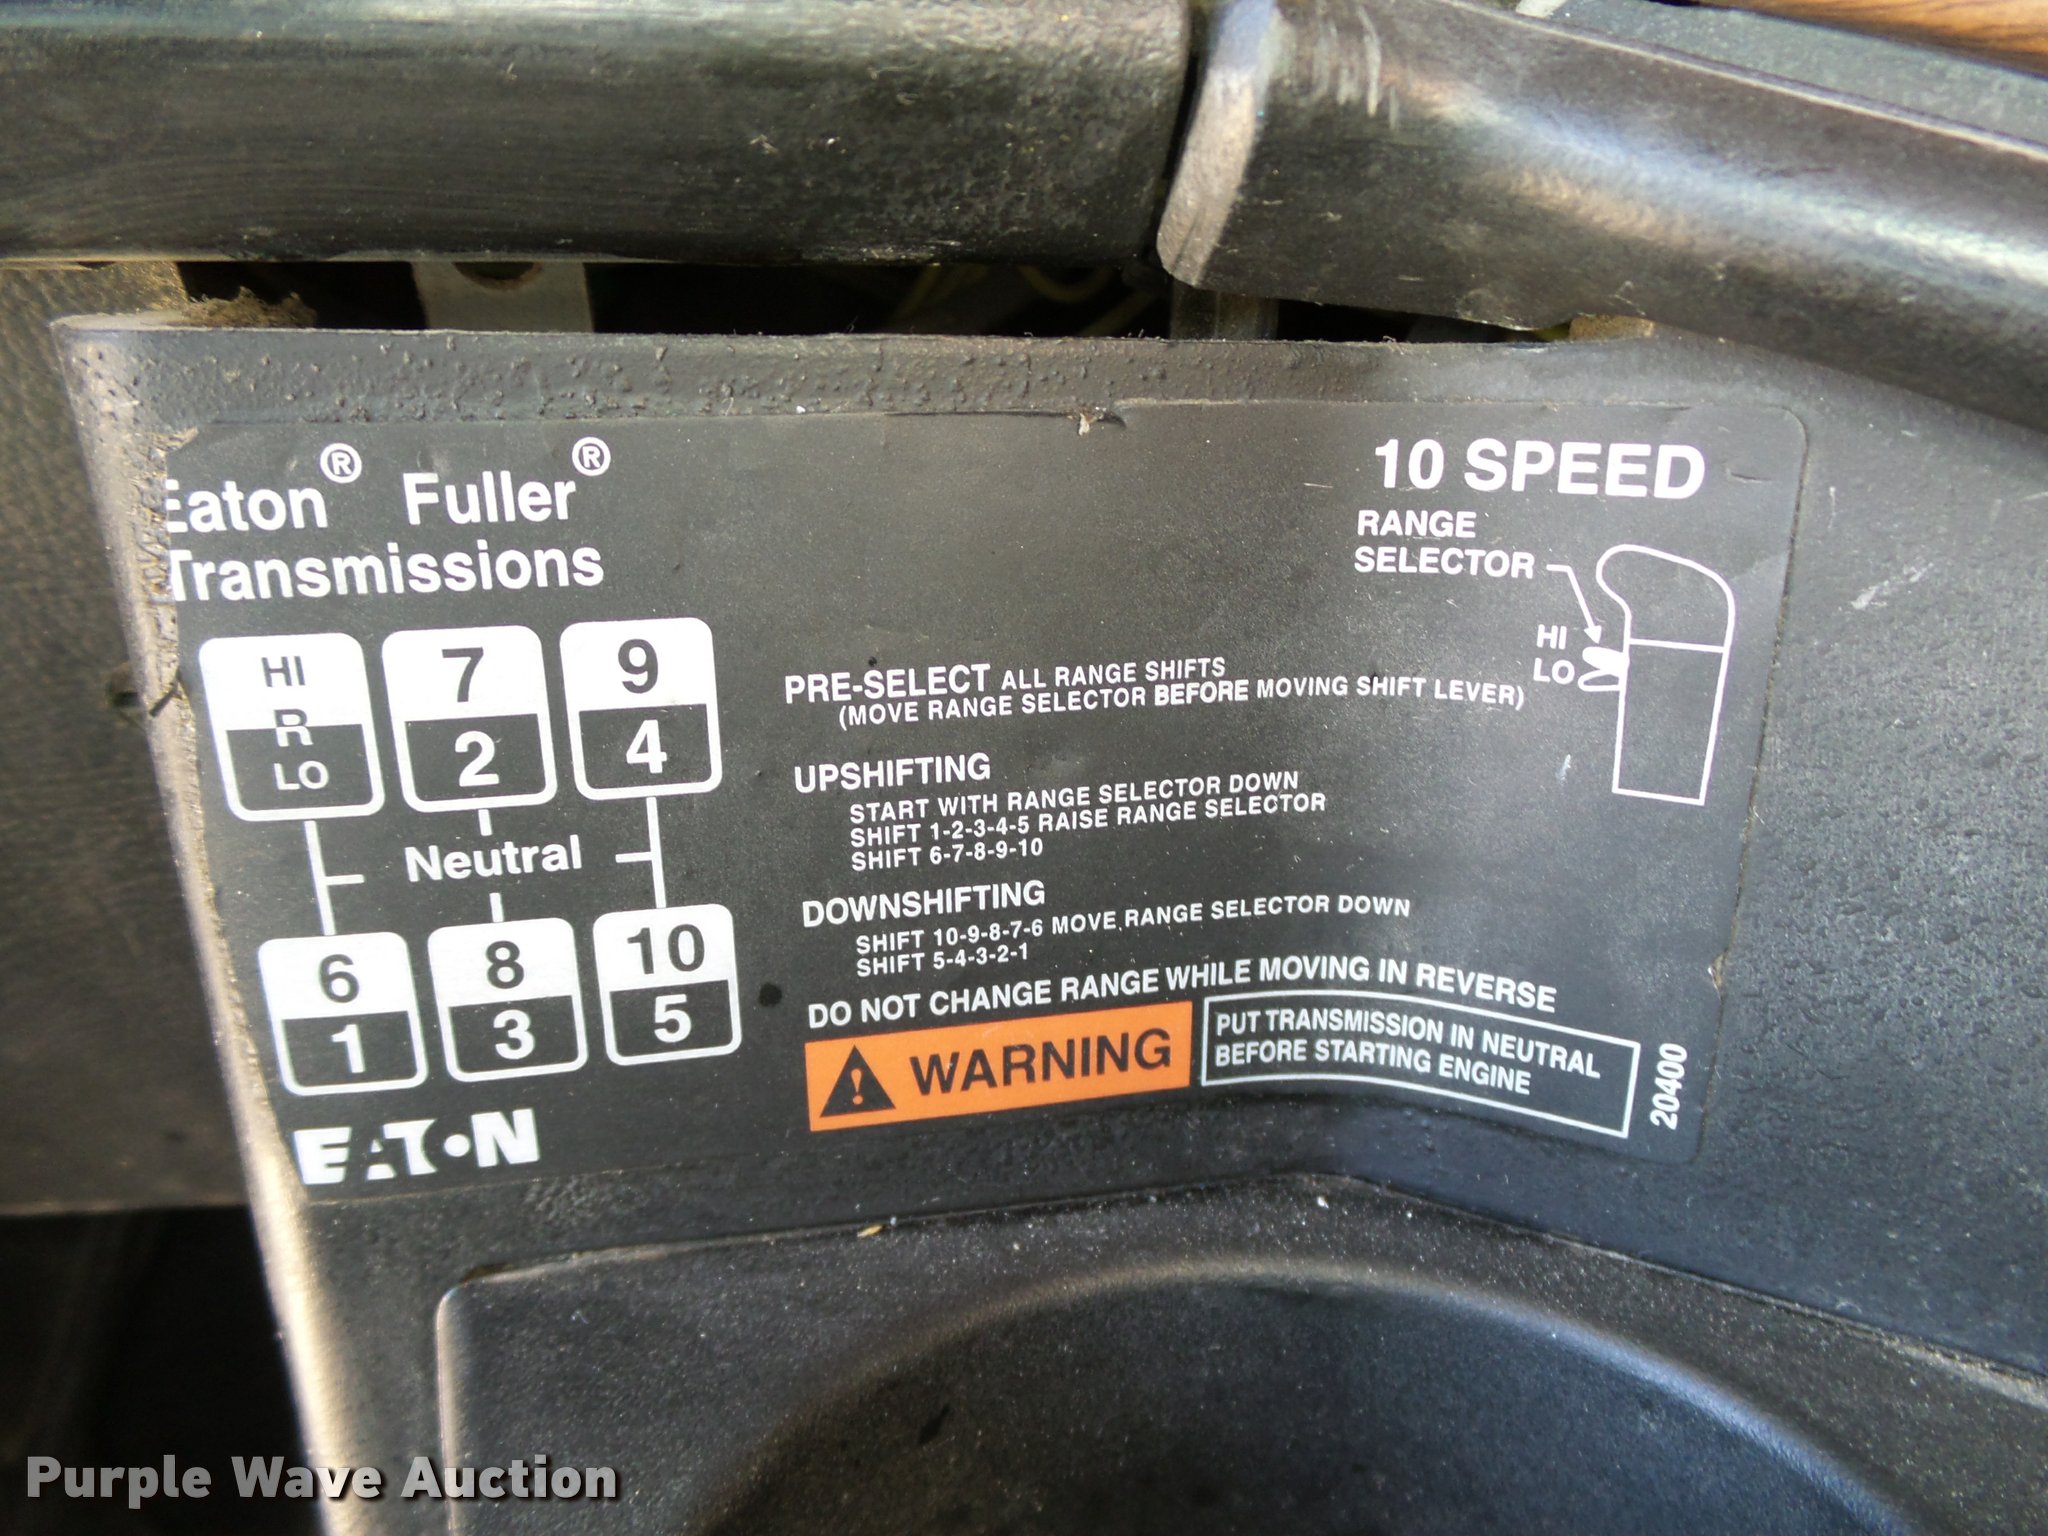 Eaton® Fuller®
Transmissions
HI
R
LO
7
2
9
4
Neutral
6
1
8
3
10
5
EATON
10 SPEED
RANGE
SELECTOR
HI
LO
PRE-SELECT ALL RANGE SHIFTS
(MOVE RANGE SELECTOR BEFORE MOVING SHIFT LEVER)
UPSHIFTING
START WITH RANGE SELECTOR DOWN
SHIFT 1-2-3-4-5 RAISE RANGE SELECTOR
SHIFT 6-7-8-9-10
DOWNSHIFTING
SHIFT 10-9-8-7-6 MOVE RANGE SELECTOR DOWN
SHIFT 5-4-3-2-1
DO NOT CHANGE RANGE WHILE MOVING IN REVERSE
WARNING
PUT TRANSMISSION IN NEUTRAL
BEFORE STARTING ENGINE
20400
Purple Wave Auction